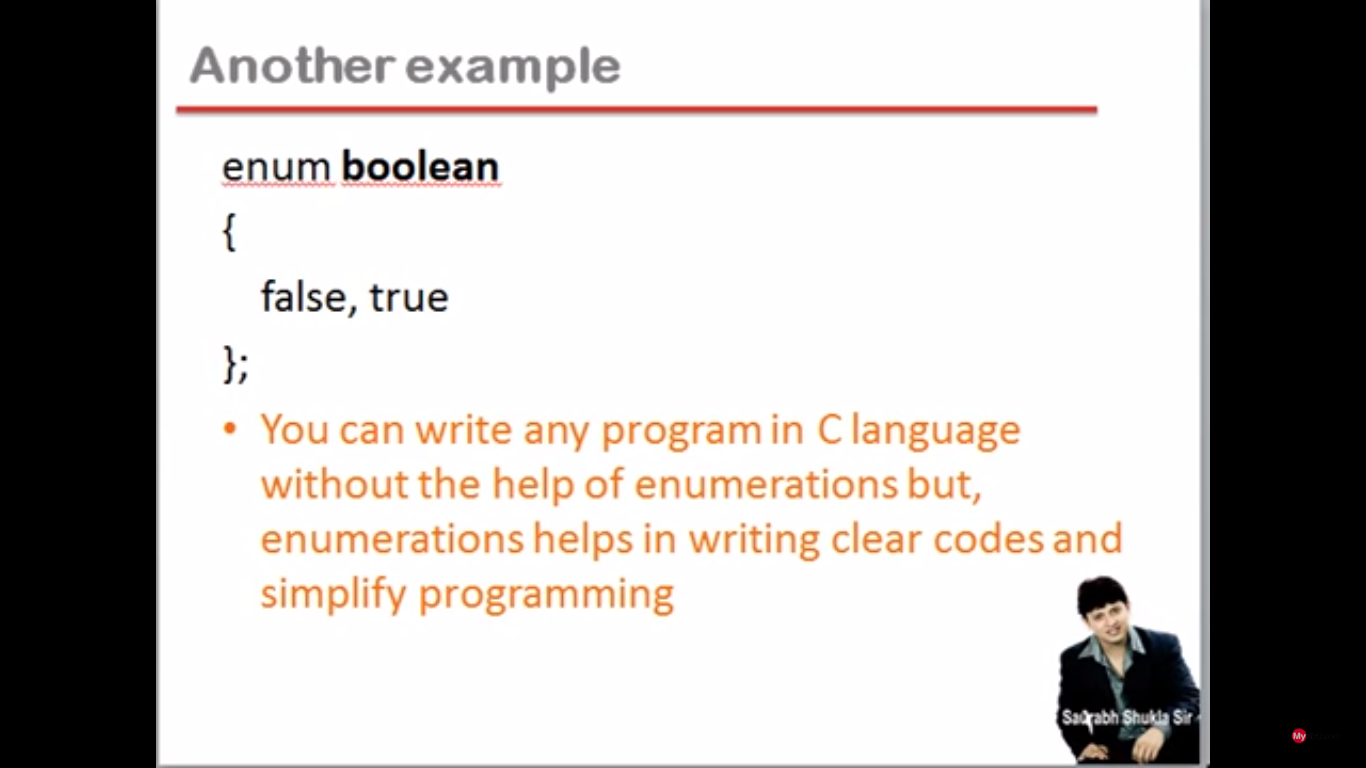 Another example
enum boolean
{
false, true
};
• You can write any program in C language
without the help of enumerations but,
enumerations helps in writing clear codes and
simplify programming
Saurabh Shukla Sir
My